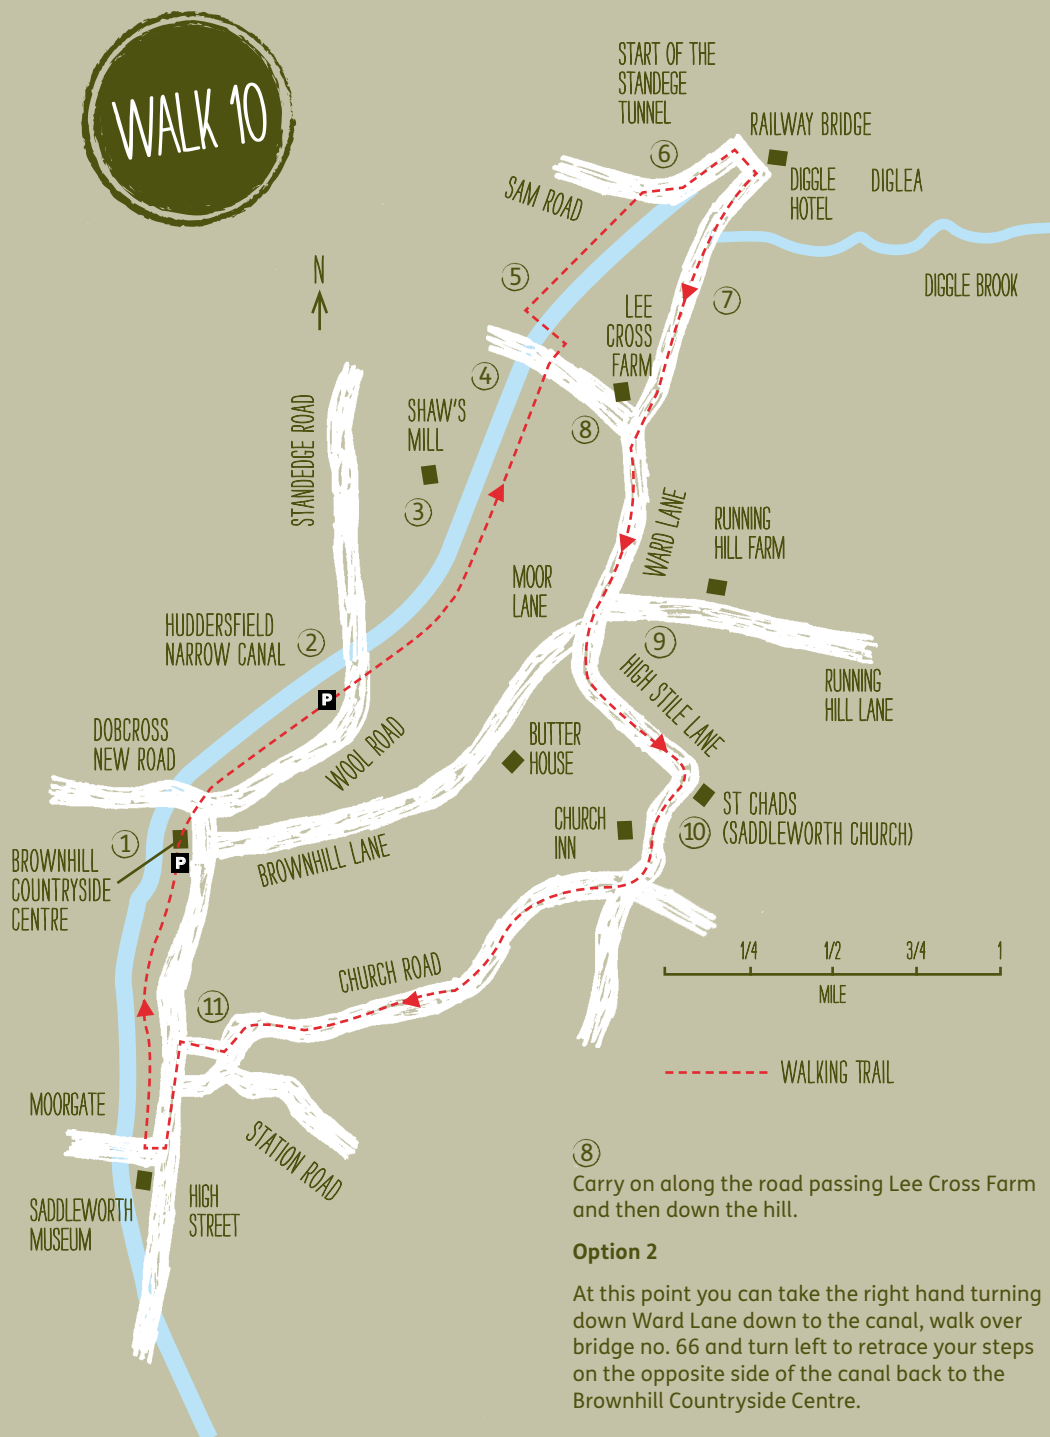 WALK 10
START OF THE
STANDEGE
TUNNEL
RAILWAY BRIDGE
6
DIGGLE
HOTEL
DIGLEA
SAM ROAD
N
5
7
DIGGLE BROOK
LEE
CROSS
FARM
4
8
SHAW'S
MILL
STANDEDGE ROAD
3
WARD LANE
RUNNING
HILL FARM
MOOR
LANE
HUDDERSFIELD
NARROW CANAL
2
9
HIGH STILE LANE
RUNNING
HILL LANE
P
DOBCROSS
NEW ROAD
WOOL ROAD
BUTTER
HOUSE
ST CHADS
(SADDLEWORTH CHURCH)
CHURCH
INN
10
1
P
BROWNHILL
COUNTRYSIDE
CENTRE
BROWNHILL LANE
1/4 1/2 3/4 1
MILE
CHURCH ROAD
11
WALKING TRAIL
MOORGATE
STATION ROAD
SADDLEWORTH
MUSEUM
HIGH
STREET
8
Carry on along the road passing Lee Cross Farm
and then down the hill.
Option 2
At this point you can take the right hand turning
down Ward Lane down to the canal, walk over
bridge no. 66 and turn left to retrace your steps
on the opposite side of the canal back to the
Brownhill Countryside Centre.